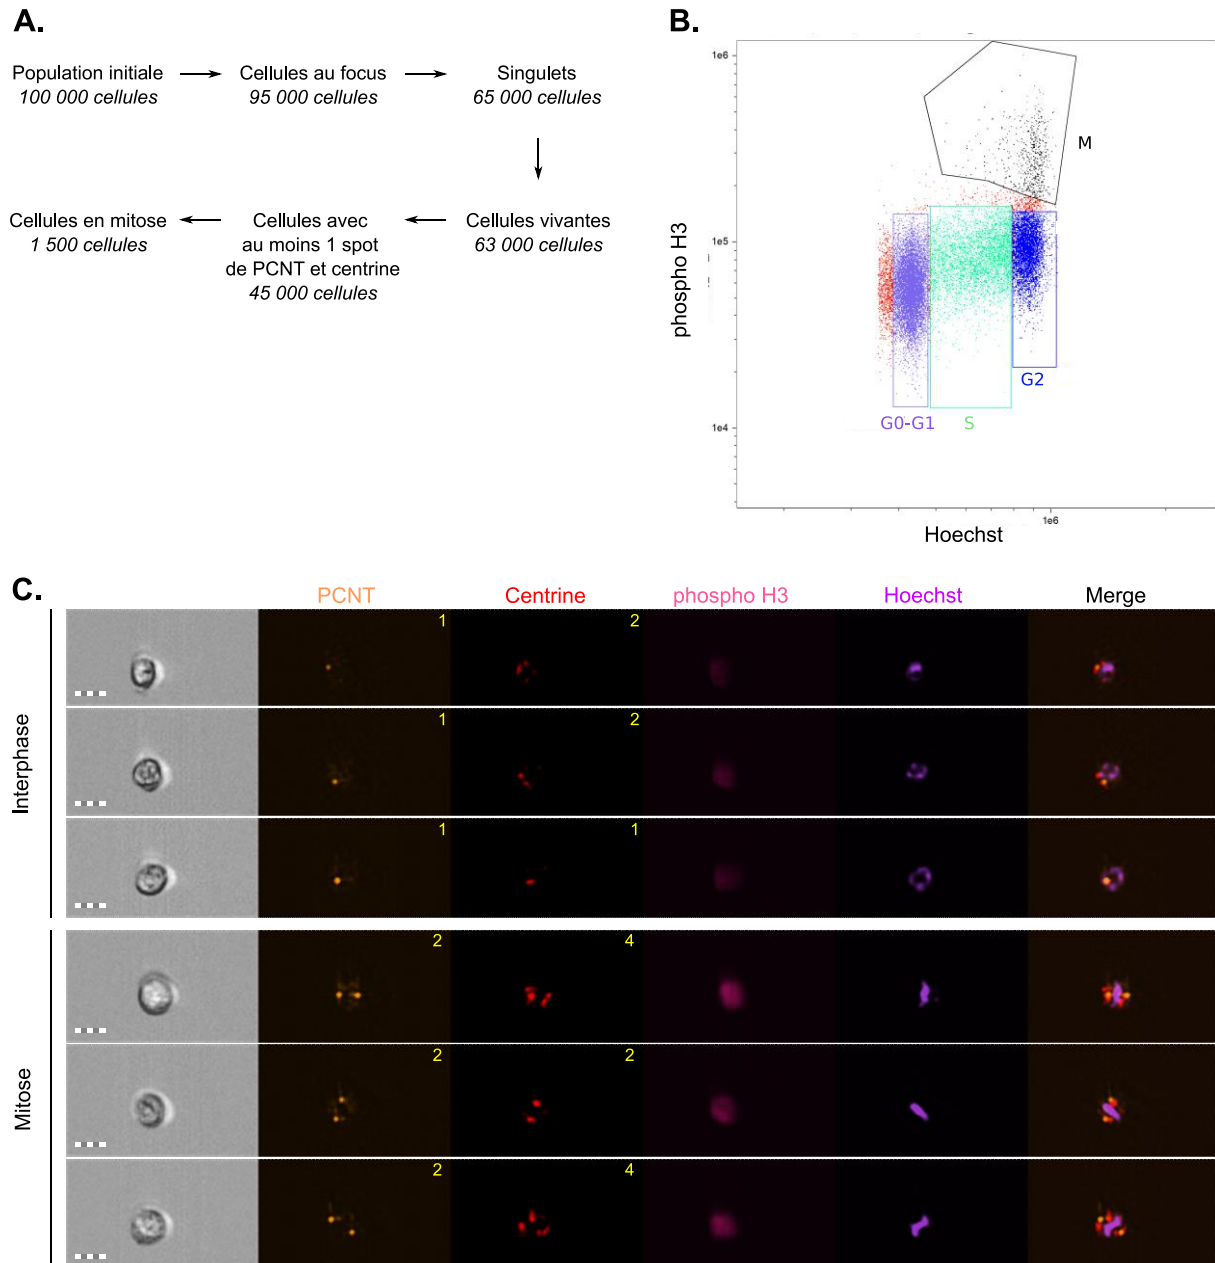 A.
Population initiale
100 000 cellules
Cellules au focus
95 000 cellules
Singulets
65 000 cellules
Cellules en mitose
1 500 cellules
Cellules avec
au moins 1 spot
de PCNT et centrine
45 000 cellules
Cellules vivantes
63 000 cellules
B.
1e6
1e5
1e4
phospho H3
M
G2
G0-G1
S
1e6
Hoechst
C.
PCNT
Centrine
phospho H3
Hoechst
Merge
Interphase
1
2
1
2
1
1
Mitose
2
4
2
2
2
4